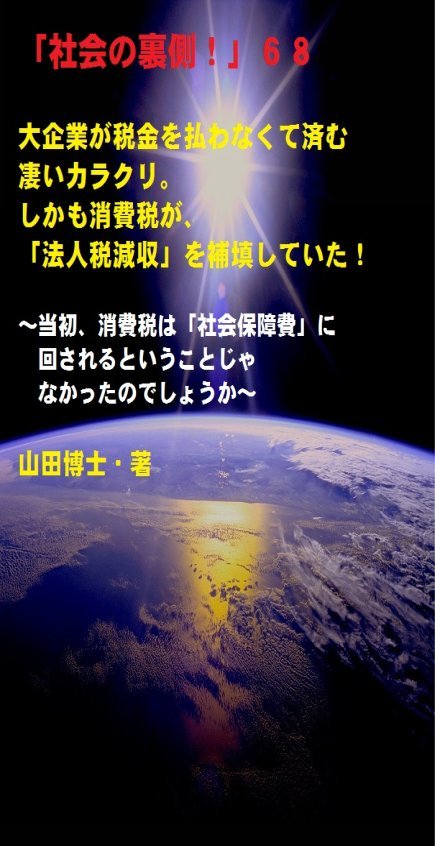 「社会の裏側！」６８
大企業が税金を払わなくて済む
凄いカラクリ。
しかも消費税が、
「法人税減収」を補填していた！
～当初、消費税は「社会保障費」に
回されるということじゃ
なかったのでしょうか～
山田博士・著